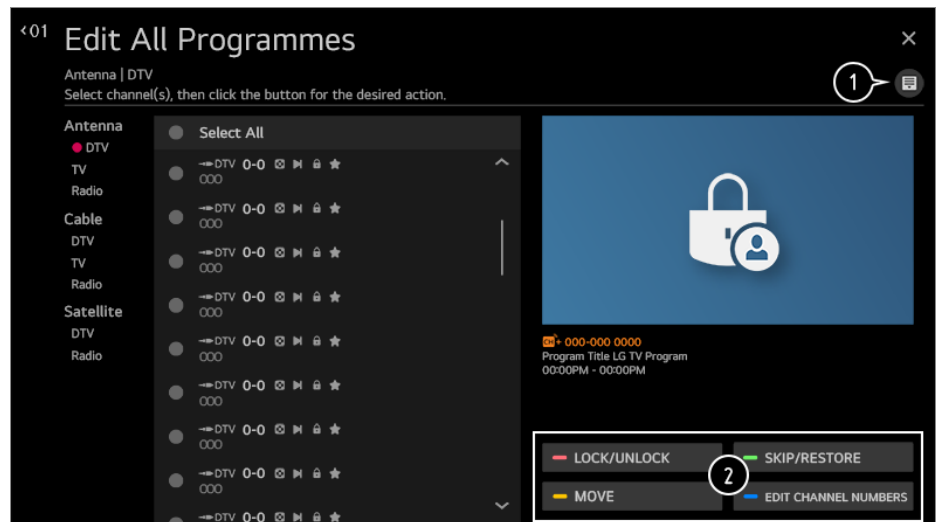 ‹01 Edit All Programmes
Antenna | DTV
Select channel(s), then click the button for the desired action.
1
Antenna
DTV
TV
Radio
Cable
DTV
TV
Radio
Satellite
DTV
Radio
Select All
DTV 0-0
000
DTV 0-0
000
DTV 0-0
000
DTV 0-0
000
DTV 0-0
000
DTV 0-0
000
DTV 0-0
000
DTV 0-0
000
DTV 0-0
CH+ 000-000 0000
Program Title LG TV Program
00:00PM - 00:00PM
LOCK/UNLOCK
SKIP/RESTORE
2
MOVE
EDIT CHANNEL NUMBERS